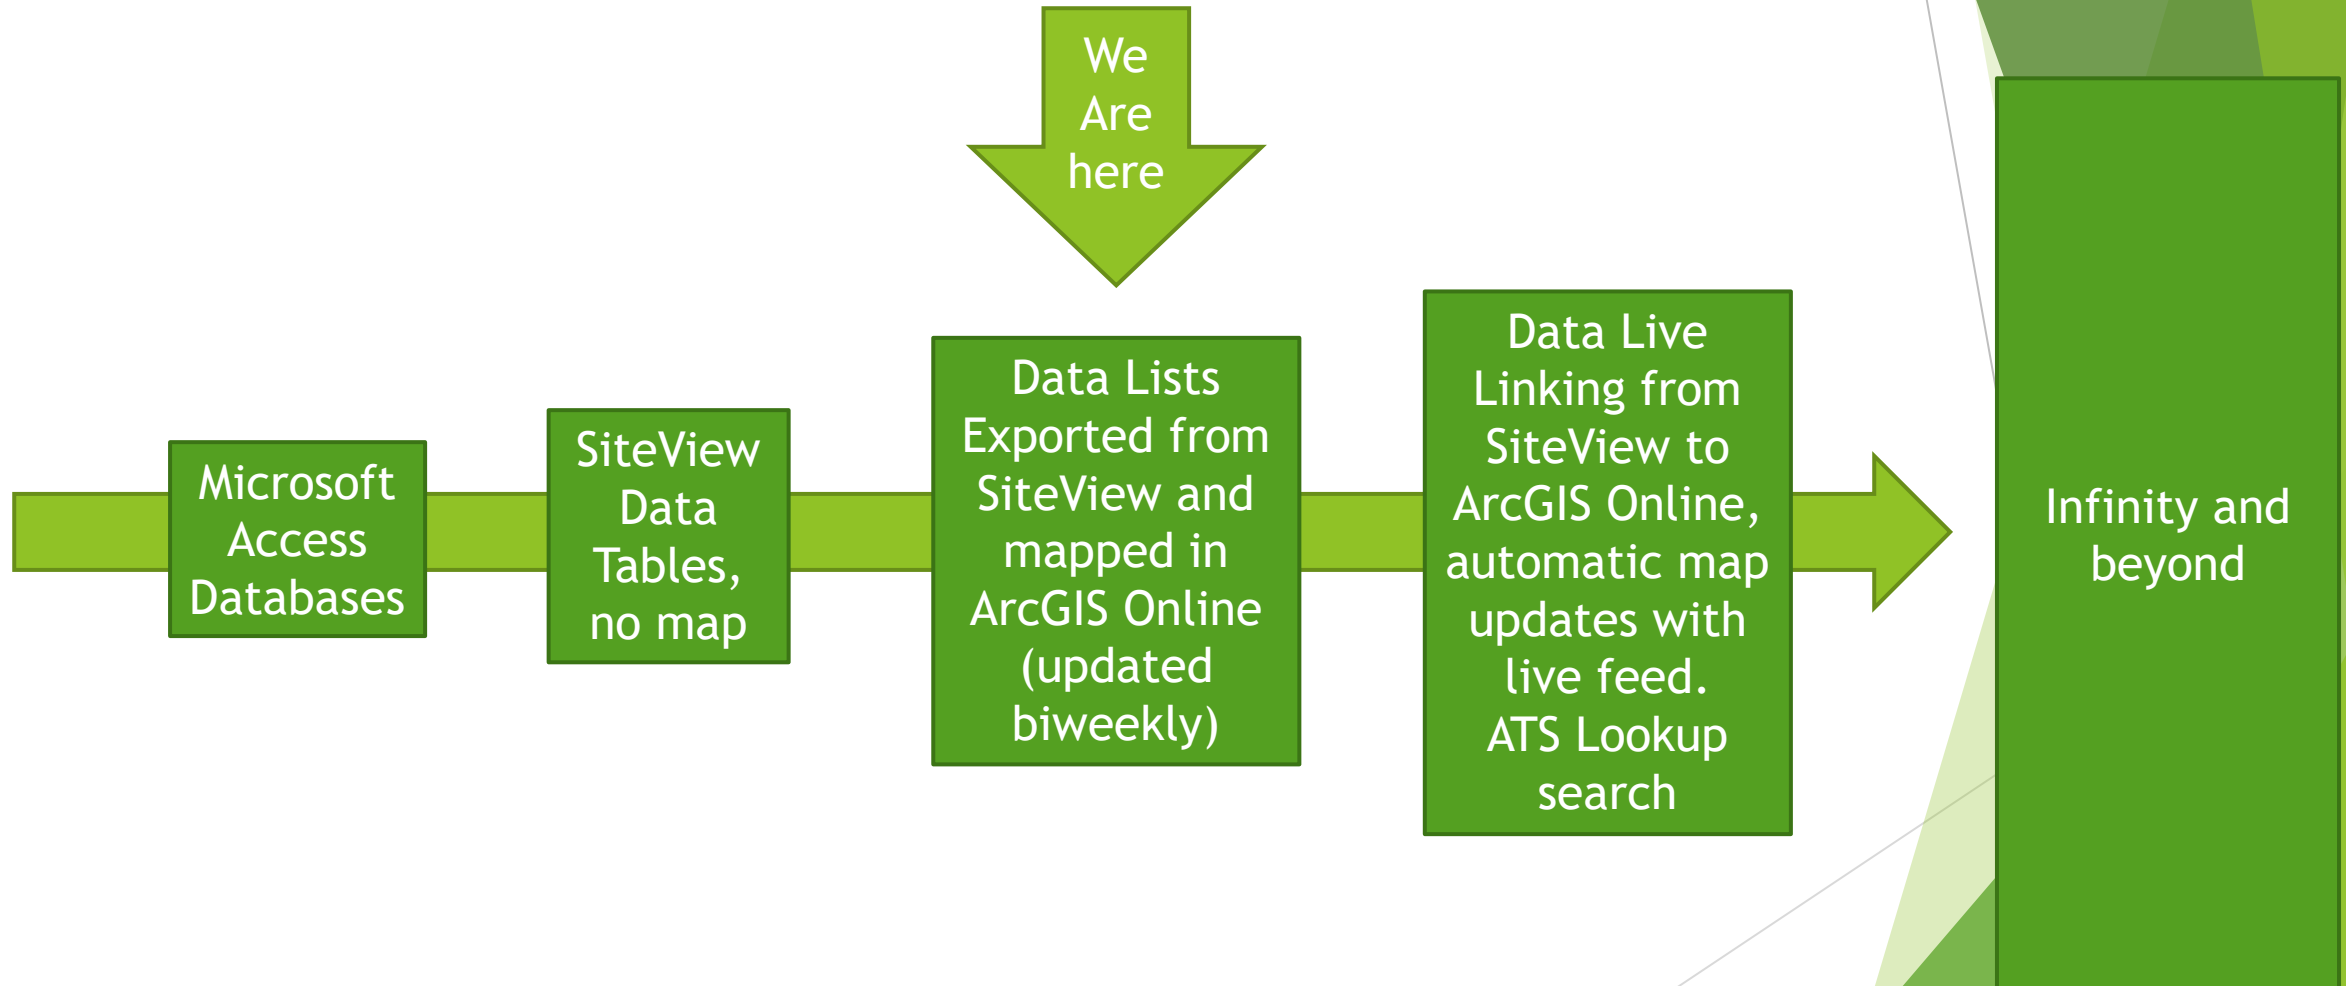 We
Are
here
Microsoft
Access
Databases
SiteView
Data
Tables,
no map
Data Lists
Exported from
SiteView and
mapped in
ArcGIS Online
(updated
biweekly)
Data Live
Linking from
SiteView to
ArcGIS Online,
automatic map
updates with
live feed.
ATS Lookup
search
Infinity and
beyond